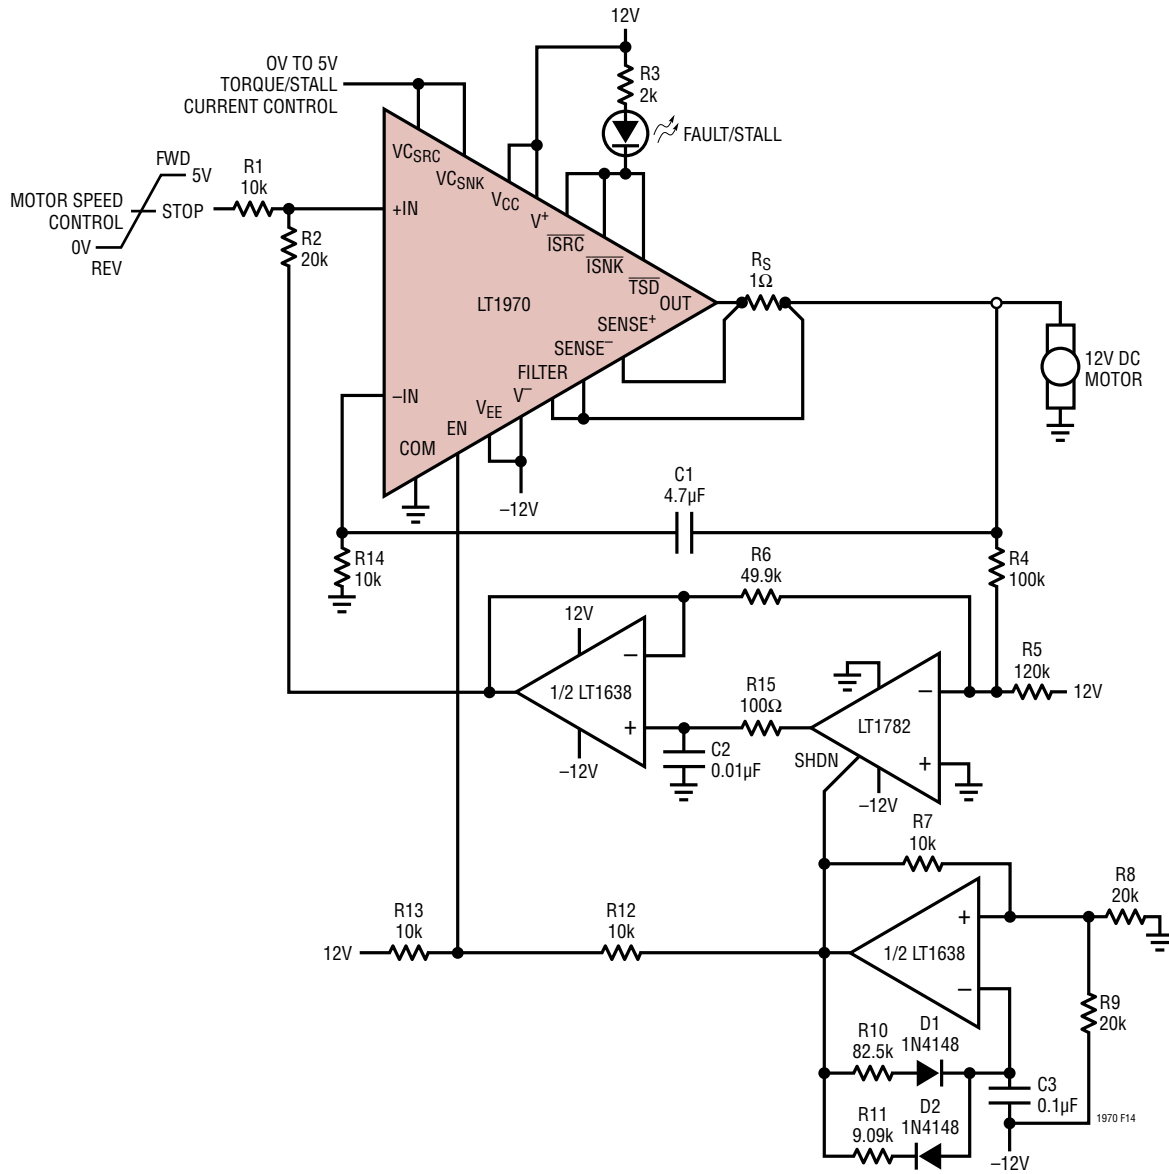 12V
0V TO 5V
TORQUE/STALL
CURRENT CONTROL
R3
2k
FAULT/STALL
FWD
5V
MOTOR SPEED
CONTROL
STOP
0V
REV
R1
10k
R2
20k
VCSRC
VCSNK
VCC
V+
ISRC
ISNK
TSD
OUT
+IN
LT1970
SENSE+
SENSE–
FILTER
V–
VEE
EN
COM
–IN
RS
1Ω
12V DC
MOTOR
–12V
C1
4.7µF
R14
10k
R4
100k
R6
49.9k
R5
120k
12V
12V
–
1/2 LT1638
+
–12V
R15
100Ω
C2
0.01µF
–
LT1782
+
SHDN
–12V
R7
10k
R8
20k
R13
10k
R12
10k
12V
+
1/2 LT1638
–
R9
20k
R10
82.5k
D1
1N4148
R11
9.09k
D2
1N4148
C3
0.1µF
–12V
1970 F14